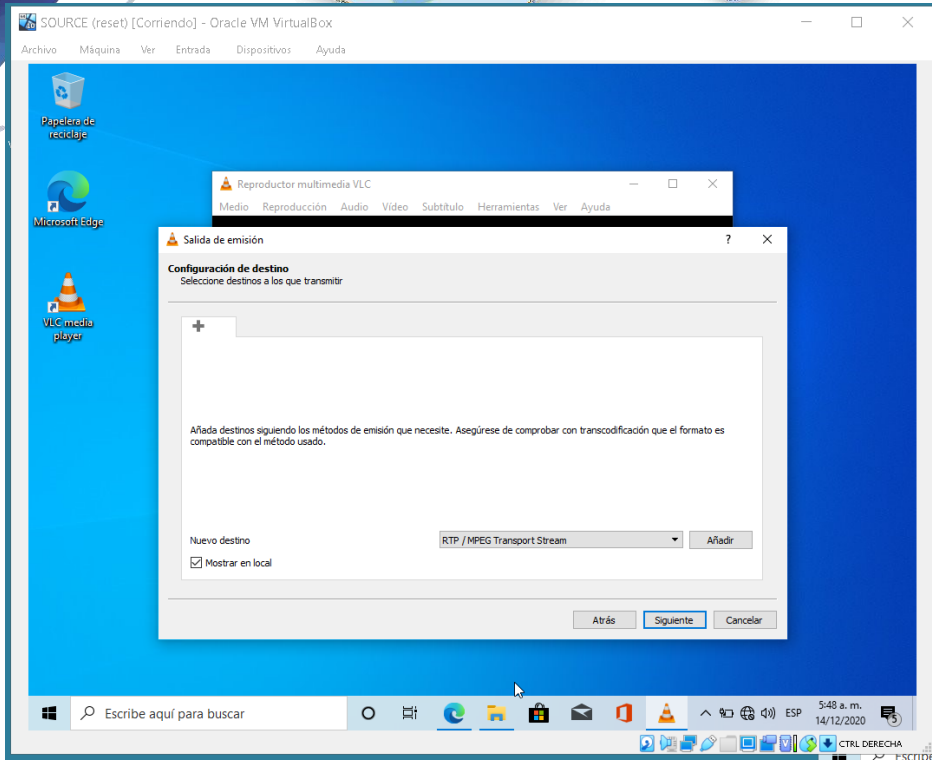 SOURCE (reset) [Corriendo] - Oracle VM VirtualBox
Archivo Máquina Ver Entrada Dispositivos Ayuda
Papelera de
reciclaje
Microsoft Edge
VLC media
player
Reproductor multimedia VLC
Medio Reproducción Audio Vídeo Subtítulo Herramientas Ver Ayuda
Salida de emisión
Configuración de destino
Seleccione destinos a los que transmitir
Añada destinos siguiendo los métodos de emisión que necesite. Asegúrese de comprobar con transcodificación que el formato es
compatible con el método usado.
Nuevo destino RTP / MPEG Transport Stream Añadir
Mostrar en local
Atrás Siguiente Cancelar
Escribe aquí para buscar
ESP
5:48 a. m.
14/12/2020
5
CTRL DERECHA